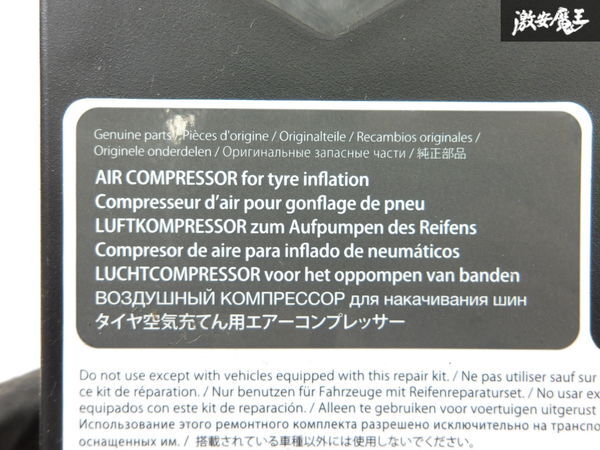 激安魔王
Genuine parts / Pièces d'origine / Originalteile / Recambios originales /
Originele onderdelen / Оригинальные запасные части / 純正部品
AIR COMPRESSOR for tyre inflation
Compresseur d'air pour gonflage de pneu
LUFTKOMPRESSOR zum Aufpumpen des Reifens
Compresor de aire para inflado de neumáticos
LUCHTCOMPRESSOR voor het oppompen van banden
ВОЗДУШНЫЙ КОМПРЕССОР для накачивания шин
タイヤ空気充てん用エアーコンプレッサー
Do not use except with vehicles equipped with this repair kit. / Ne pas utiliser sauf sur
ce kit de réparation. / Nur benutzen für Fahrzeuge mit Reifenreparaturset. / No usar ex
equipados con este kit de reparación. / Alleen te gebruiken voor voertuigen uitgerust
Использование этого ремонтного комплекта разрешено исключительно на транспо
оснащенных им. / 搭載されている車種以外には使用しないでください。